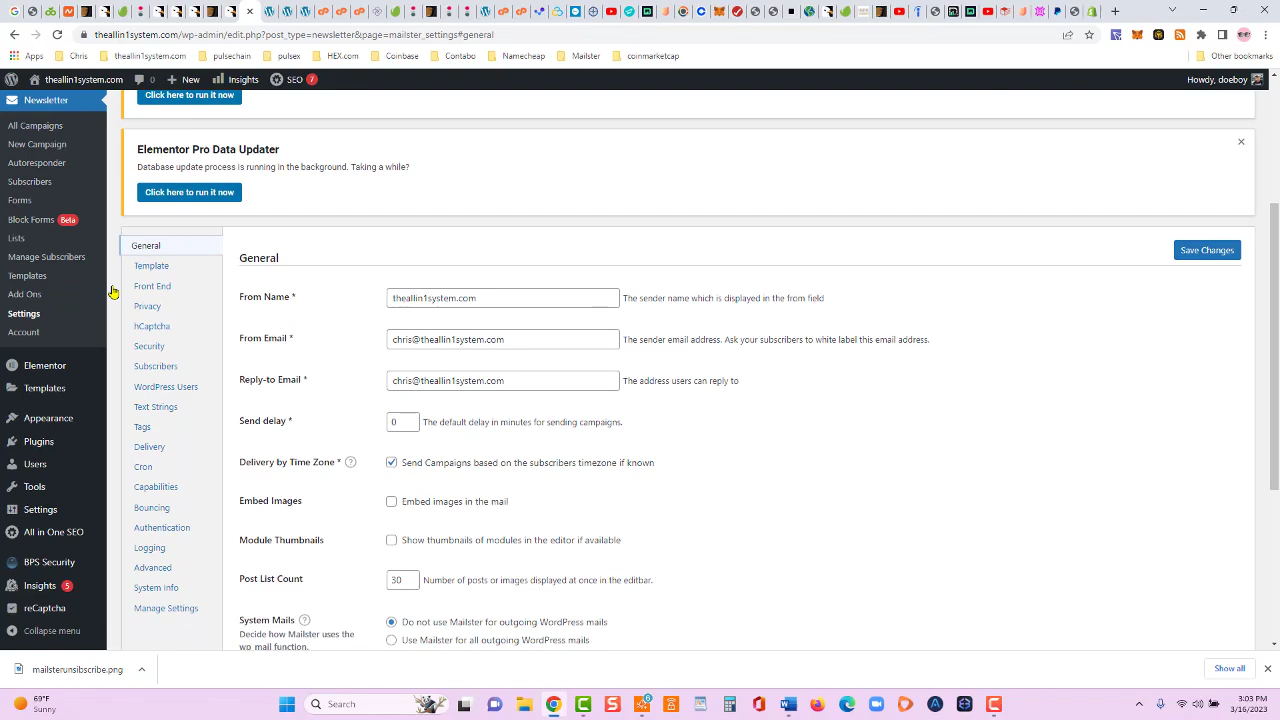 theallin1system.com/wp-admin/edit.php?post_type=newsletter&page=mailster_settings#general
Apps
Chris
theallin1system.com
pulsechain
pulsex
HEX.com
Coinbase
Contabo
Namecheap
Mailster
coinmarketcap
Other bookmarks
theallin1system.com
0
New
Insights
SEO
7
Howdy, doeboy
Newsletter
All Campaigns
New Campaign
Autoresponder
Subscribers
Forms
Block Forms Beta
Lists
Manage Subscribers
Templates
Add Ons
Settings
Account
Elementor
Templates
Appearance
Plugins
Users
Tools
Settings
All in One SEO
BPS Security
Insights 5
reCaptcha
Collapse menu
Click here to run it now
Elementor Pro Data Updater
Database update process is running in the background. Taking a while?
Click here to run it now
General
Template
Front End
Privacy
hCaptcha
Security
Subscribers
WordPress Users
Text Strings
Tags
Delivery
Cron
Capabilities
Bouncing
Authentication
Logging
Advanced
System Info
Manage Settings
General
Save Changes
From Name *
theallin1system.com
The sender name which is displayed in the from field
From Email *
chris@theallin1system.com
The sender email address. Ask your subscribers to white label this email address.
Reply-to Email *
chris@theallin1system.com
The address users can reply to
Send delay *
0
The default delay in minutes for sending campaigns.
Delivery by Time Zone * ?
Send Campaigns based on the subscribers timezone if known
Embed Images
Embed images in the mail
Module Thumbnails
Show thumbnails of modules in the editor if available
Post List Count
30
Number of posts or images displayed at once in the editbar.
System Mails ?
Decide how Mailster uses the
wp_mail function.
Do not use Mailster for outgoing WordPress mails
Use Mailster for all outgoing WordPress mails
mailsterunsibscribe.png
Show all
69°F
Sunny
Search
6
3:03 PM
3/16/2023